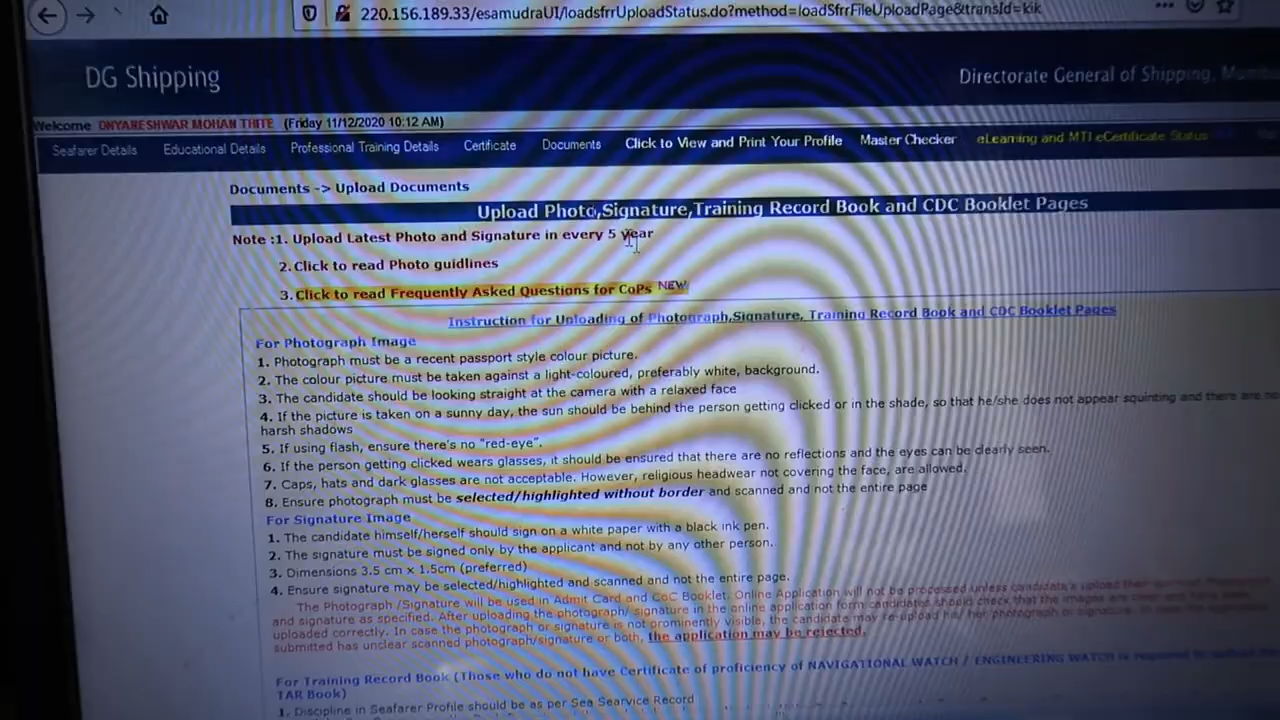 220.156.189.33/esamudraUI/loadsfrrUploadStatus.do?method=loadSfrrFileUploadPage&transId=kik
DG Shipping
Directorate General of Shipping,
Welcome DNYARESHWAR MOHAN THITE (Friday 11/12/2020 10:12 AM)
Seafarer Details Educational Details Professional Training Details Certificate Documents Click to View and Print Your Profile Master Checker eLearning and MTI eCertificate Status
Documents -> Upload Documents
Upload Photo,Signature,Training Record Book and CDC Booklet Pages
Note :1. Upload Latest Photo and Signature in every 5 year
2. Click to read Photo guidlines
3. Click to read Frequently Asked Questions for CoPs NEW
Instruction for Uploading of Photograph,Signature, Training Record Book and CDC Booklet Pages
For Photograph Image
1. Photograph must be a recent passport style colour picture.
2. The colour picture must be taken against a light-coloured, preferably white, background.
3. The candidate should be looking straight at the camera with a relaxed face
4. If the picture is taken on a sunny day, the sun should be behind the person getting clicked or in the shade, so that he/she does not appear squinting and there are no
harsh shadows
5. If using flash, ensure there's no "red-eye".
6. If the person getting clicked wears glasses, it should be ensured that there are no reflections and the eyes can be clearly seen.
7. Caps, hats and dark glasses are not acceptable. However, religious headwear not covering the face, are allowed.
8. Ensure photograph must be selected/highlighted without border and scanned and not the entire page
For Signature Image
1. The candidate himself/herself should sign on a white paper with a black ink pen.
2. The signature must be signed only by the applicant and not by any other person.
3. Dimensions 3.5 cm x 1.5cm (preferred)
4. Ensure signature may be selected/highlighted and scanned and not the entire page.
The Photograph /Signature will be used in Admit Card and CoC Booklet. Online Application will not be processed unless candidate's upload their
and signature as specified. After uploading the photograph/ signature in the online application form candidates should check that the images are clear and have been
uploaded correctly. In case the photograph or signature is not prominently visible, the candidate may re-upload his/ her photograph or signature.
submitted has unclear scanned photograph/signature or both, the application may be rejected.
For Training Record Book (Those who do not have Certificate of proficiency of NAVIGATIONAL WATCH / ENGINEERING WATCH is required to upload
TAR Book)
1. Discipline in Seafarer Profile should be as per Sea Searvice Record